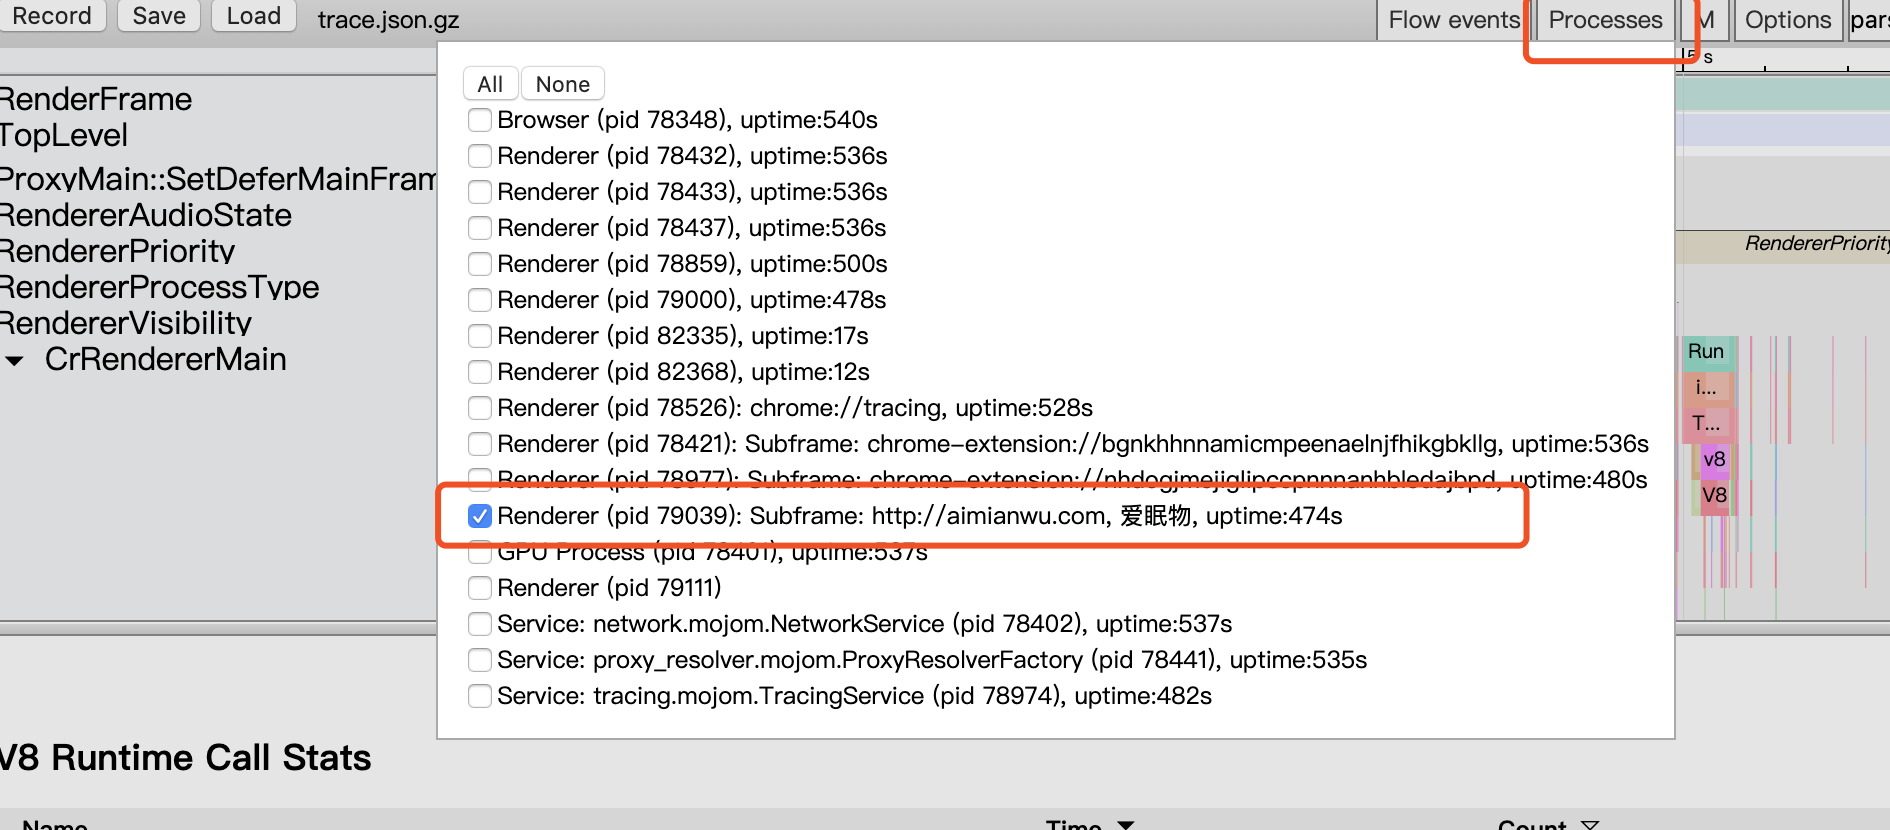 Record Save Load trace.json.gz Flow events Processes M Options pars
5 s
All None
Browser (pid 78348), uptime:540s
Renderer (pid 78432), uptime:536s
Renderer (pid 78433), uptime:536s
Renderer (pid 78437), uptime:536s
Renderer (pid 78859), uptime:500s
Renderer (pid 79000), uptime:478s
Renderer (pid 82335), uptime:17s
Renderer (pid 82368), uptime:12s
Renderer (pid 78526): chrome://tracing, uptime:528s
Renderer (pid 78421): Subframe: chrome-extension://bgnkhhnnamicmpeenaelnjfhikgbkllg, uptime:536s
Renderer (pid 78977): Subframe: chrome-extension://nhdogjmejiglipccpnnnanhbledajbpd, uptime:480s
Renderer (pid 79039): Subframe: http://aimianwu.com, 爱眠物, uptime:474s
GPU Process (pid 78401), uptime:537s
Renderer (pid 79111)
Service: network.mojom.NetworkService (pid 78402), uptime:537s
Service: proxy_resolver.mojom.ProxyResolverFactory (pid 78441), uptime:535s
Service: tracing.mojom.TracingService (pid 78974), uptime:482s
RenderFrame
TopLevel
ProxyMain::SetDeferMainFram
RendererAudioState
RendererPriority
RendererProcessType
RendererVisibility
CrRendererMain
RendererPriority
Run
i...
T...
v8
V8
V8 Runtime Call Stats
Name Time Count